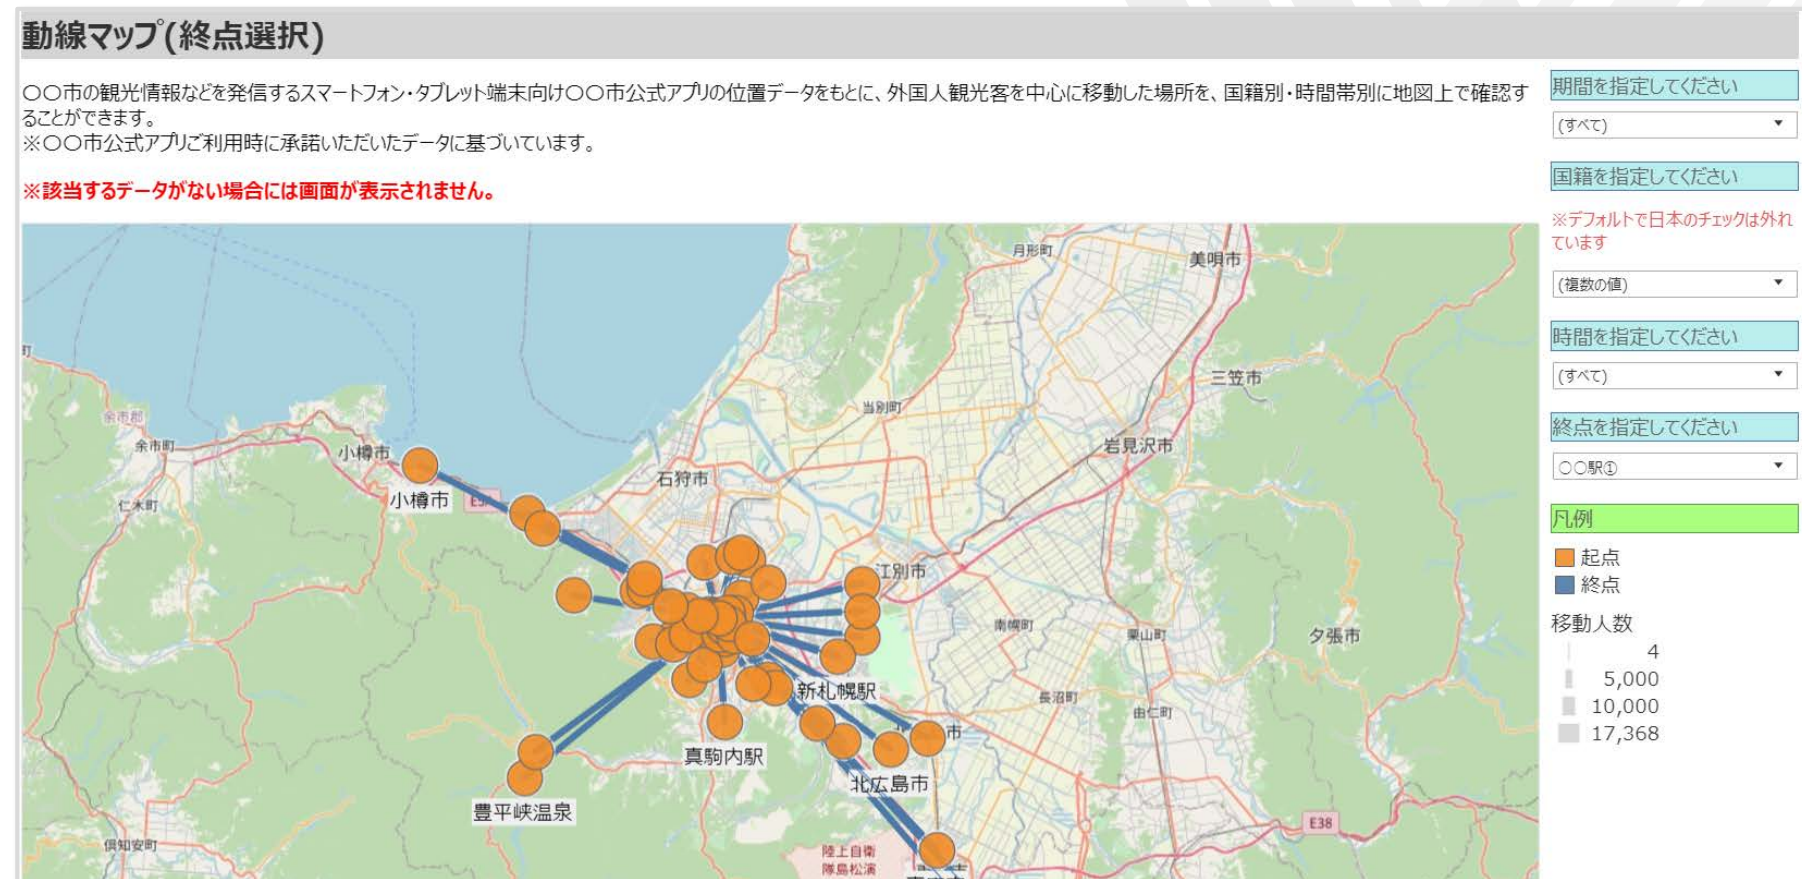 動線マップ(終点選択)
○○市の観光情報などを発信するスマートフォン・タブレット端末向け○○市公式アプリの位置データをもとに、外国人観光客を中心に移動した場所を、国籍別・時間帯別に地図上で確認す
ることができます。
※○○市公式アプリご利用時に承諾いただいたデータに基づいています。
※該当するデータがない場合には画面が表示されません。
期間を指定してください
(すべて)
国籍を指定してください
※デフォルトで日本のチェックは外れ
ています
(複数の値)
時間を指定してください
(すべて)
終点を指定してください
○○駅①
凡例
起点
終点
移動人数
4
5,000
10,000
17,368
月形町
美唄市
三笠市
当別町
余市郡
余市町
小樽市
岩見沢市
石狩市
小樽市
仁木町
江別市
南幌町
栗山町
夕張市
新札幌駅
長沼町
由仁町
市
真駒内駅
北広島市
豊平峡温泉
E38
倶知安町
陸上自衛
隊島松演